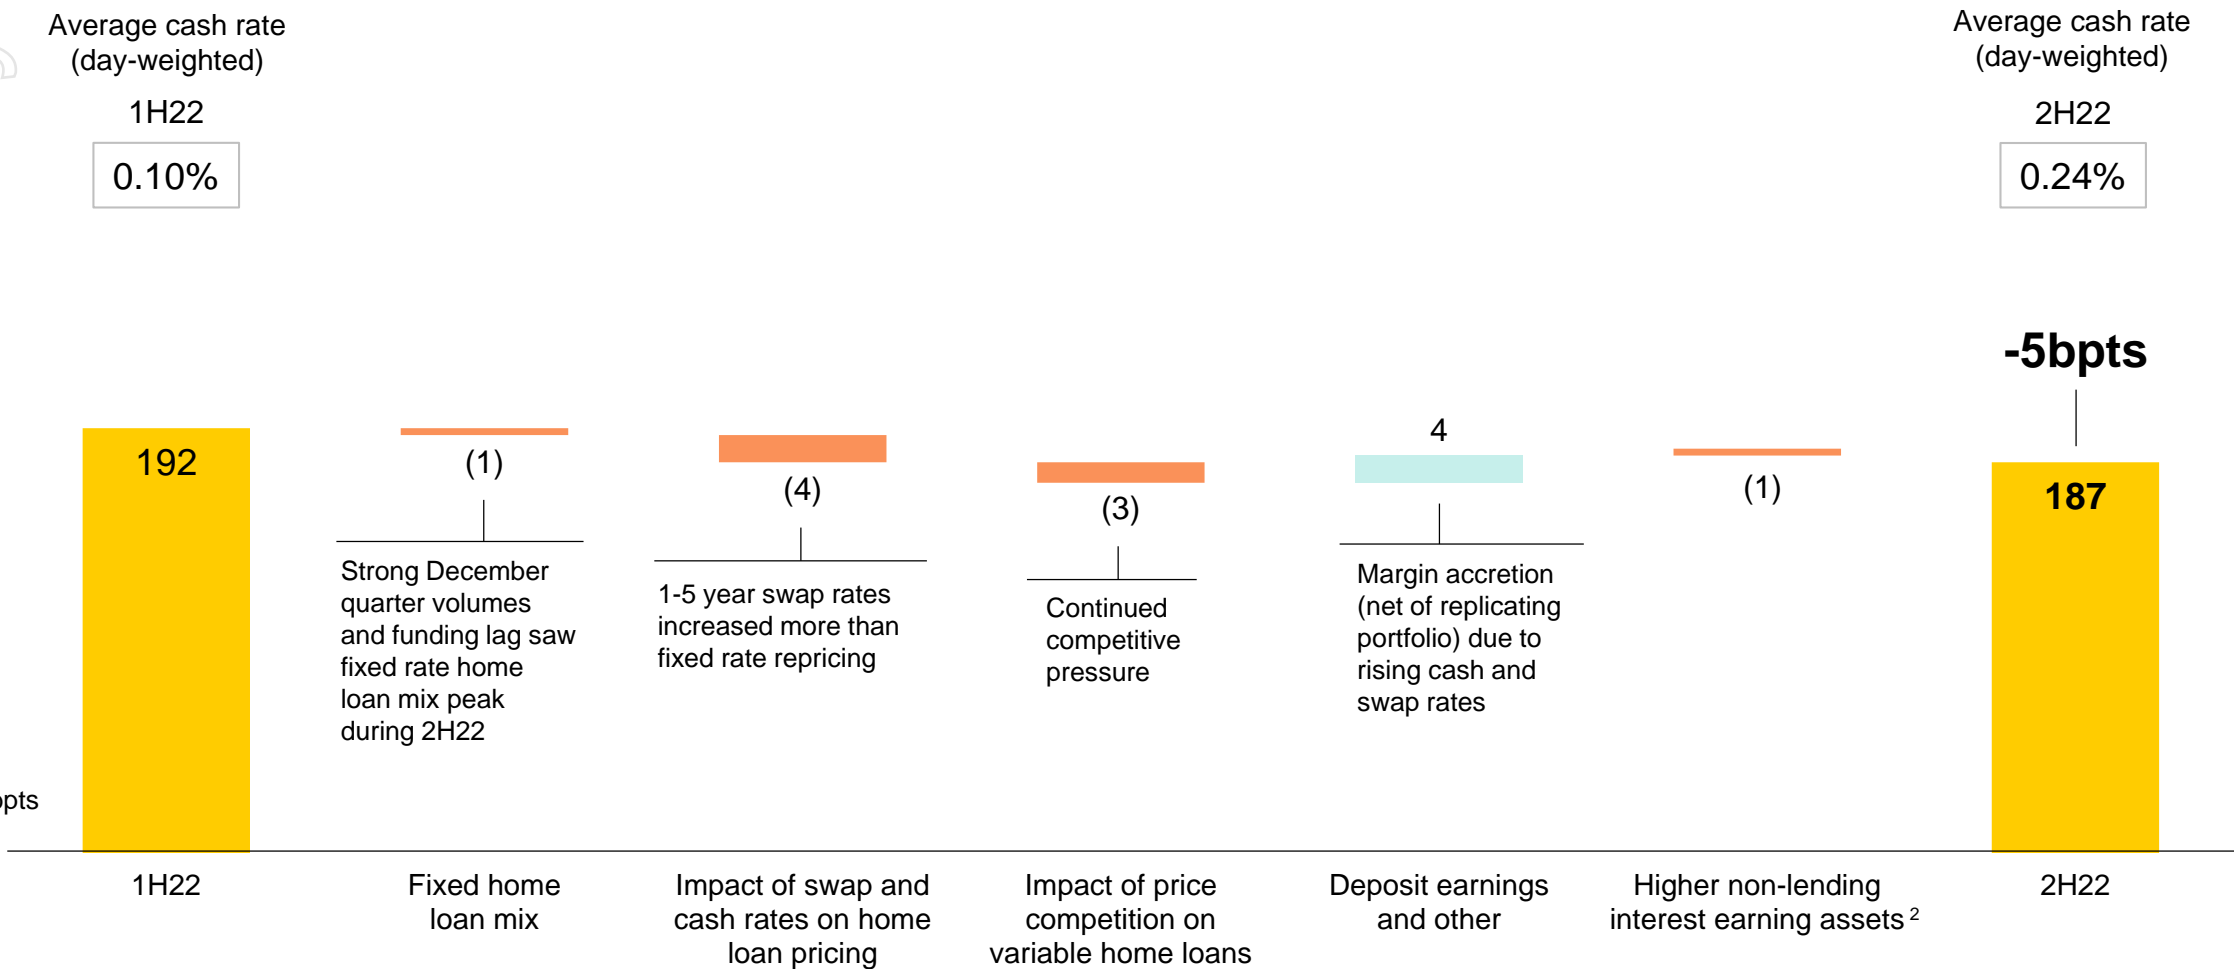 Average cash rate
(day-weighted)
1H22
0.10%
Average cash rate
(day-weighted)
2H22
0.24%
-5bpts
192
(1)
Strong December
quarter volumes
and funding lag saw
fixed rate home
loan mix peak
during 2H22
(4)
1-5 year swap rates
increased more than
fixed rate repricing
(3)
Continued
competitive
pressure
4
Margin accretion
(net of replicating
portfolio) due to
rising cash and
swap rates
(1)
187
1H22
Fixed home
loan mix
Impact of swap and
cash rates on home
loan pricing
Impact of price
competition on
variable home loans
Deposit earnings
and other
Higher non-lending
interest earning assets 2
2H22